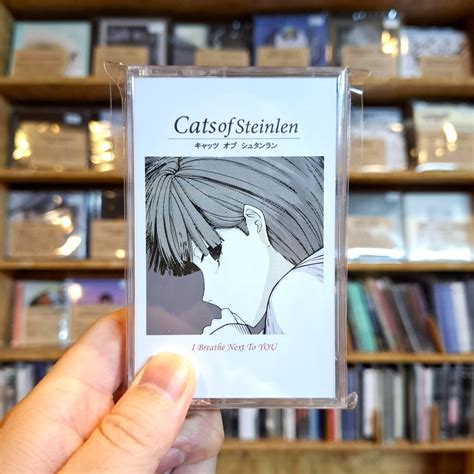 Cats of Steinlen
キャッツ オブ シュタンラン
I Breathe Next To YOU